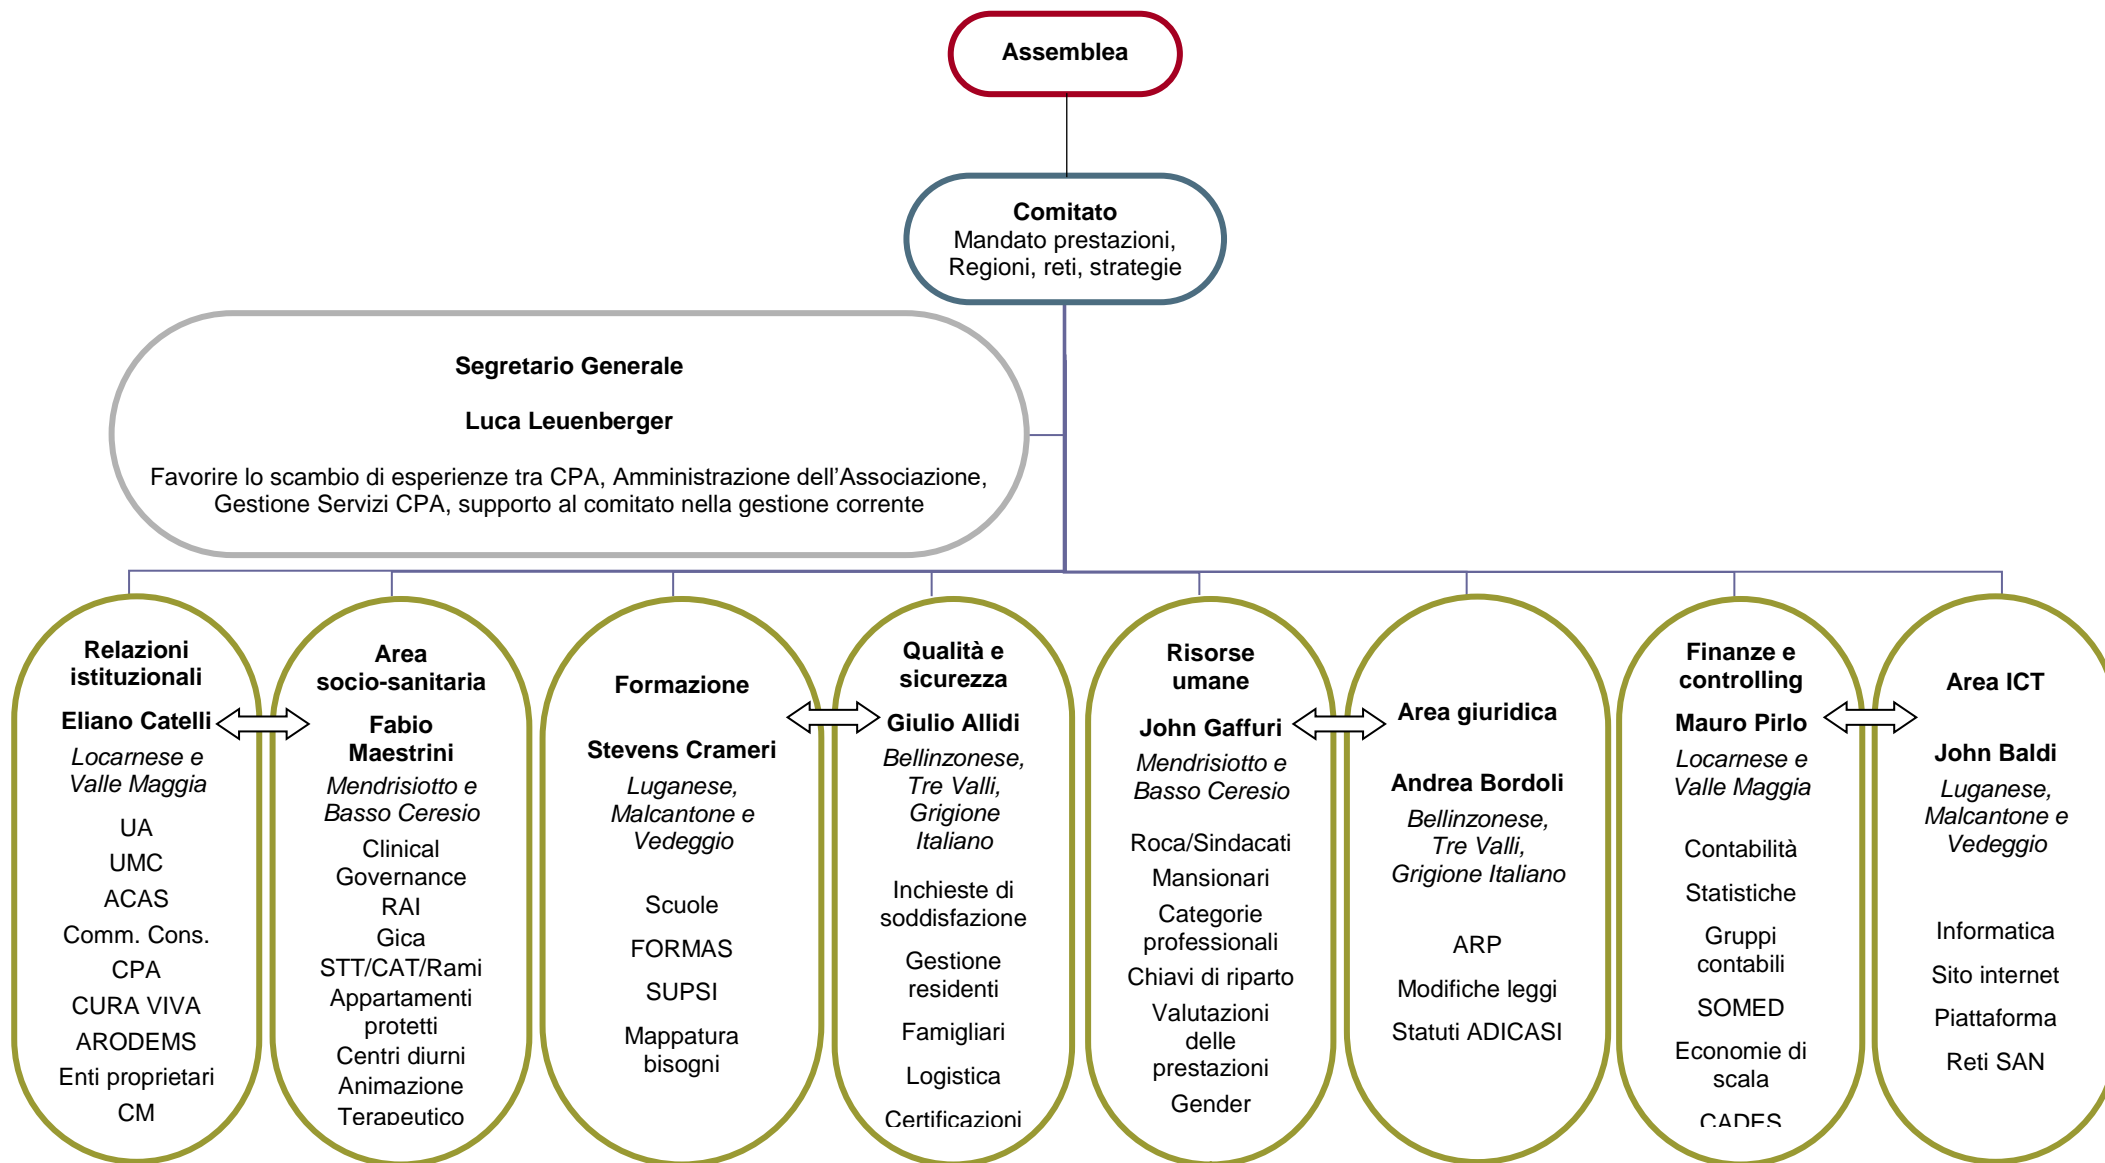 Assemblea
Comitato
Mandato prestazioni,
Regioni, reti, strategie
Segretario Generale
Luca Leuenberger
Favorire lo scambio di esperienze tra CPA, Amministrazione dell'Associazione,
Gestione Servizi CPA, supporto al comitato nella gestione corrente
Relazioni
istituzionali
Eliano Catelli
Locarnese e
Valle Maggia
UA
UMC
ACAS
Comm. Cons.
CPA
CURA VIVA
ARODEMS
Enti proprietari
CM
Area
socio-sanitaria
Fabio
Maestrini
Mendrisiotto e
Basso Ceresio
Clinical
Governance
RAI
Gica
STT/CAT/Rami
Appartamenti
protetti
Centri diurni
Animazione
Terapeutico
Formazione
Stevens Crameri
Luganese,
Malcantone e
Vedeggio
Scuole
FORMAS
SUPSI
Mappatura
bisogni
Qualità e
sicurezza
Giulio Allidi
Bellinzonese,
Tre Valli,
Grigione
Italiano
Inchieste di
soddisfazione
Gestione
residenti
Famigliari
Logistica
Certificazioni
Risorse
umane
John Gaffuri
Mendrisiotto e
Basso Ceresio
Roca/Sindacati
Mansionari
Categorie
professionali
Chiavi di riparto
Valutazioni
delle
prestazioni
Gender
Area giuridica
Andrea Bordoli
Bellinzonese,
Tre Valli,
Grigione Italiano
ARP
Modifiche leggi
Statuti ADICASI
Finanze e
controlling
Mauro Pirlo
Locarnese e
Valle Maggia
Contabilità
Statistiche
Gruppi
contabili
SOMED
Economie di
scala
CADES
Area ICT
John Baldi
Luganese,
Malcantone e
Vedeggio
Informatica
Sito internet
Piattaforma
Reti SAN